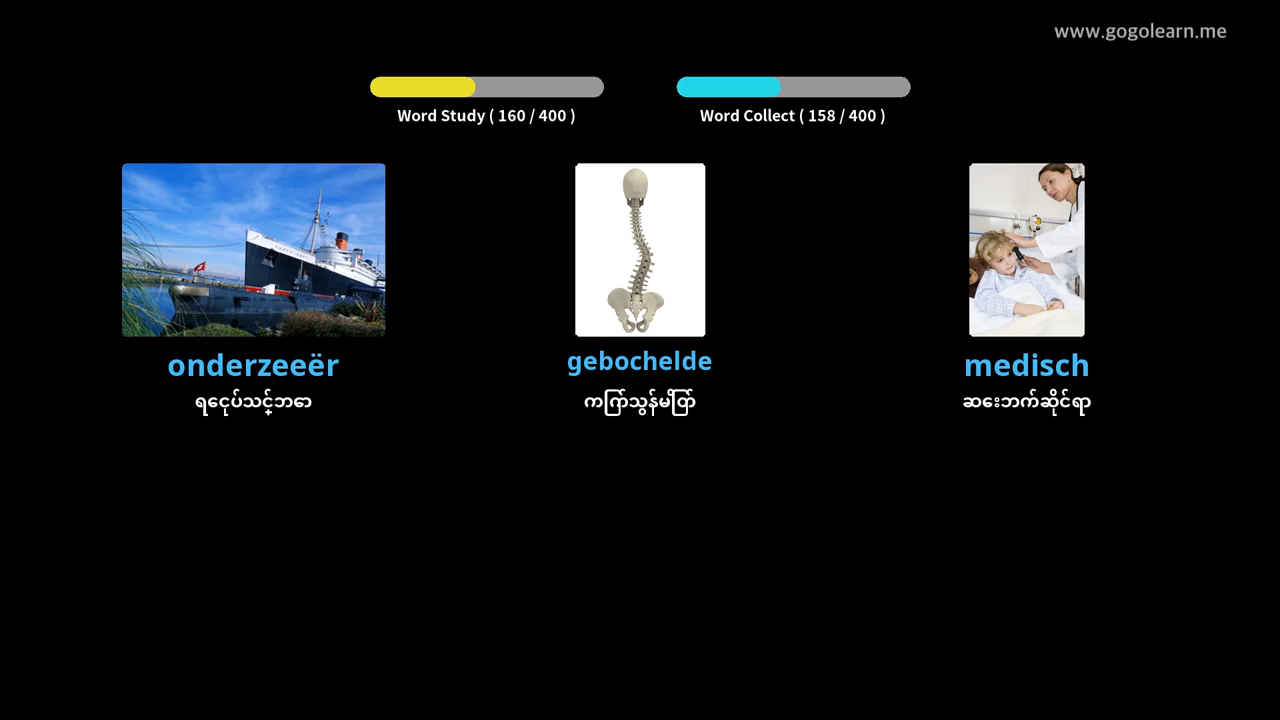 www.gogolearn.me
Word Study ( 160 / 400 )
Word Collect ( 158 / 400 )
onderzeeër
ရငေုပ်သင်္ဘော
gebochelde
ကြွက်သွန်မြိတ်
medisch
ဆေးဘက်ဆိုင်ရာ